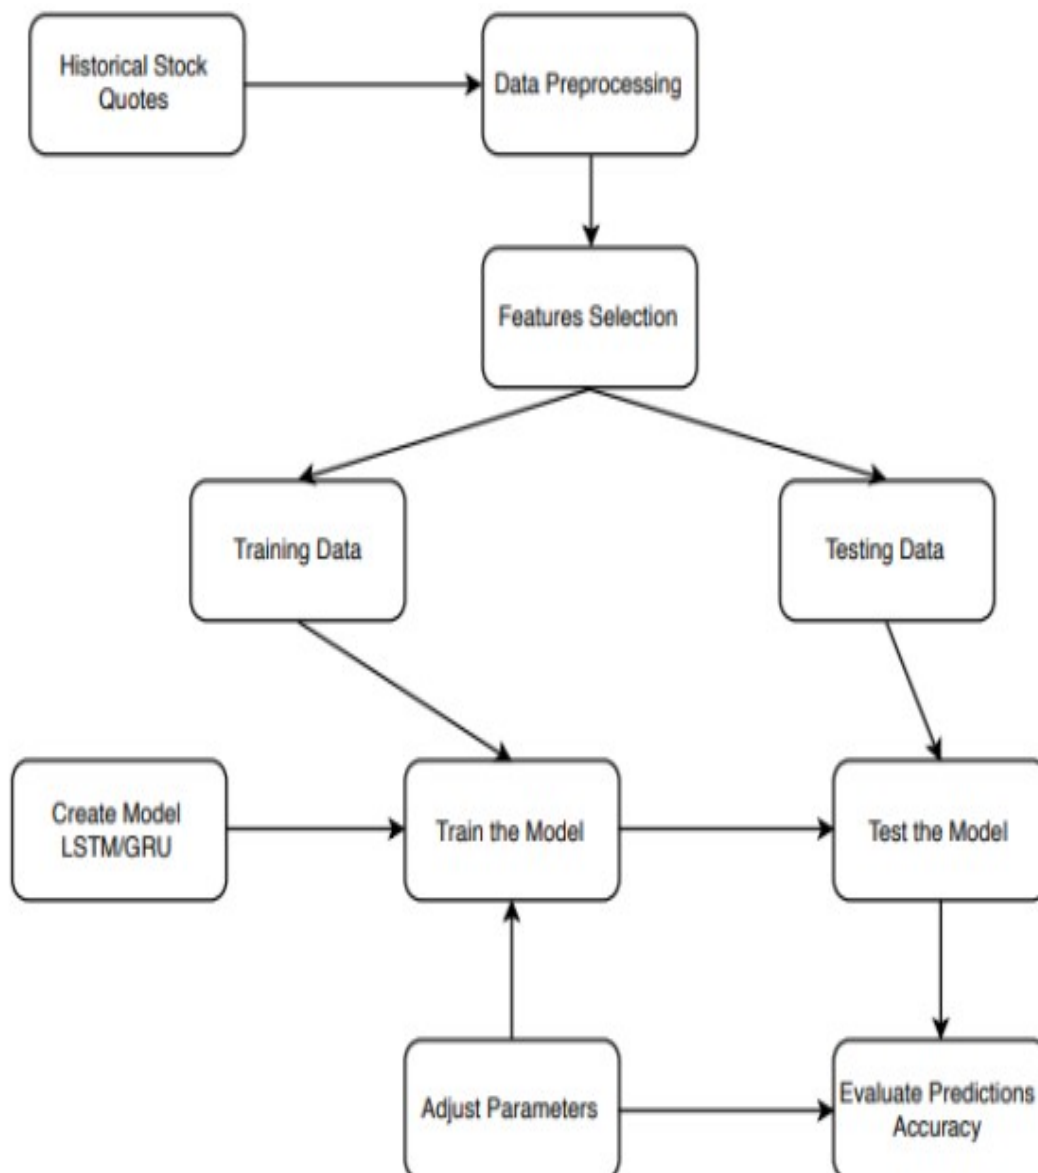 Historical Stock
Quotes
Data Preprocessing
Features Selection
Training Data
Testing Data
Create Model
LSTM/GRU
Train the Model
Test the Model
Adjust Parameters
Evaluate Predictions
Accuracy